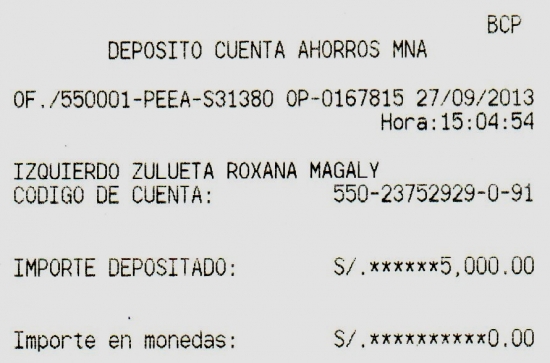 BCP
DEPOSITO CUENTA AHORROS MNA
OF./550001-PEEA-S31380 OP-0167815 27/09/2013
Hora:15:04:54
IZQUIERDO ZULUETA ROXANA MAGALY
CODIGO DE CUENTA: 550-23752929-0-91
IMPORTE DEPOSITADO: S/.******5,000.00
Importe en monedas: S/.**********0.00